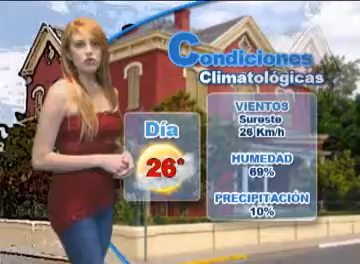 Condiciones
Climatológicas
Día
26°
VIENTOS
Sureste
26 Km/h
HUMEDAD
69%
PRECIPITACIÓN
10%